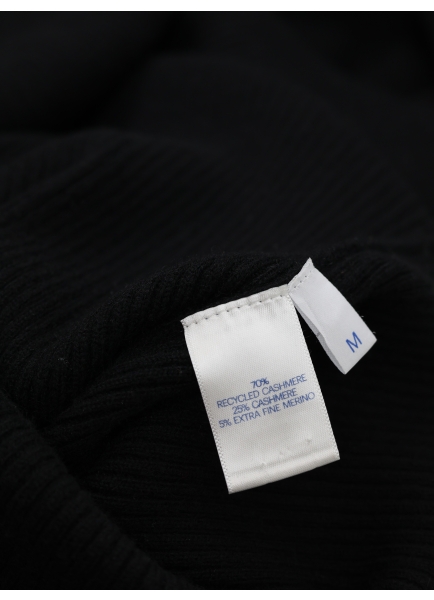 70%
RECYCLED CASHMERE
25% CASHMERE
5% EXTRA FINE MERINO
M